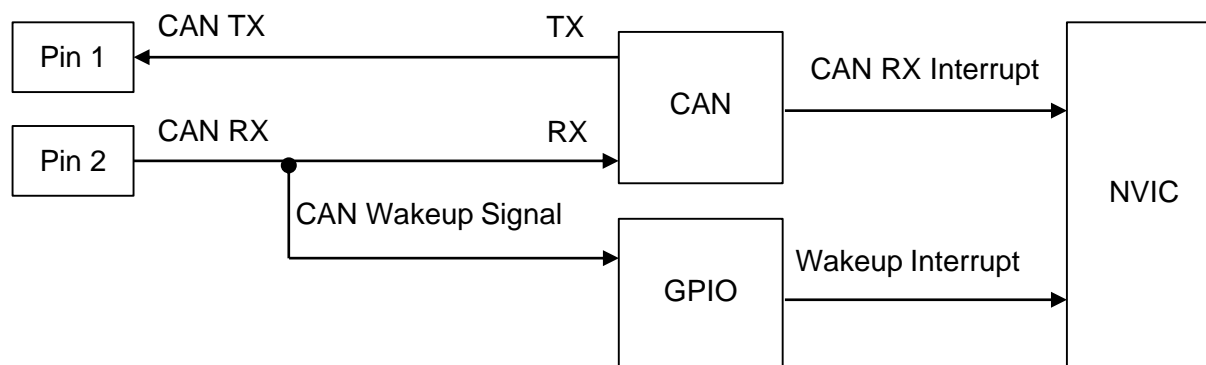 CAN TX
TX
Pin 1
CAN RX Interrupt
CAN
CAN RX
RX
Pin 2
NVIC
CAN Wakeup Signal
Wakeup Interrupt
GPIO